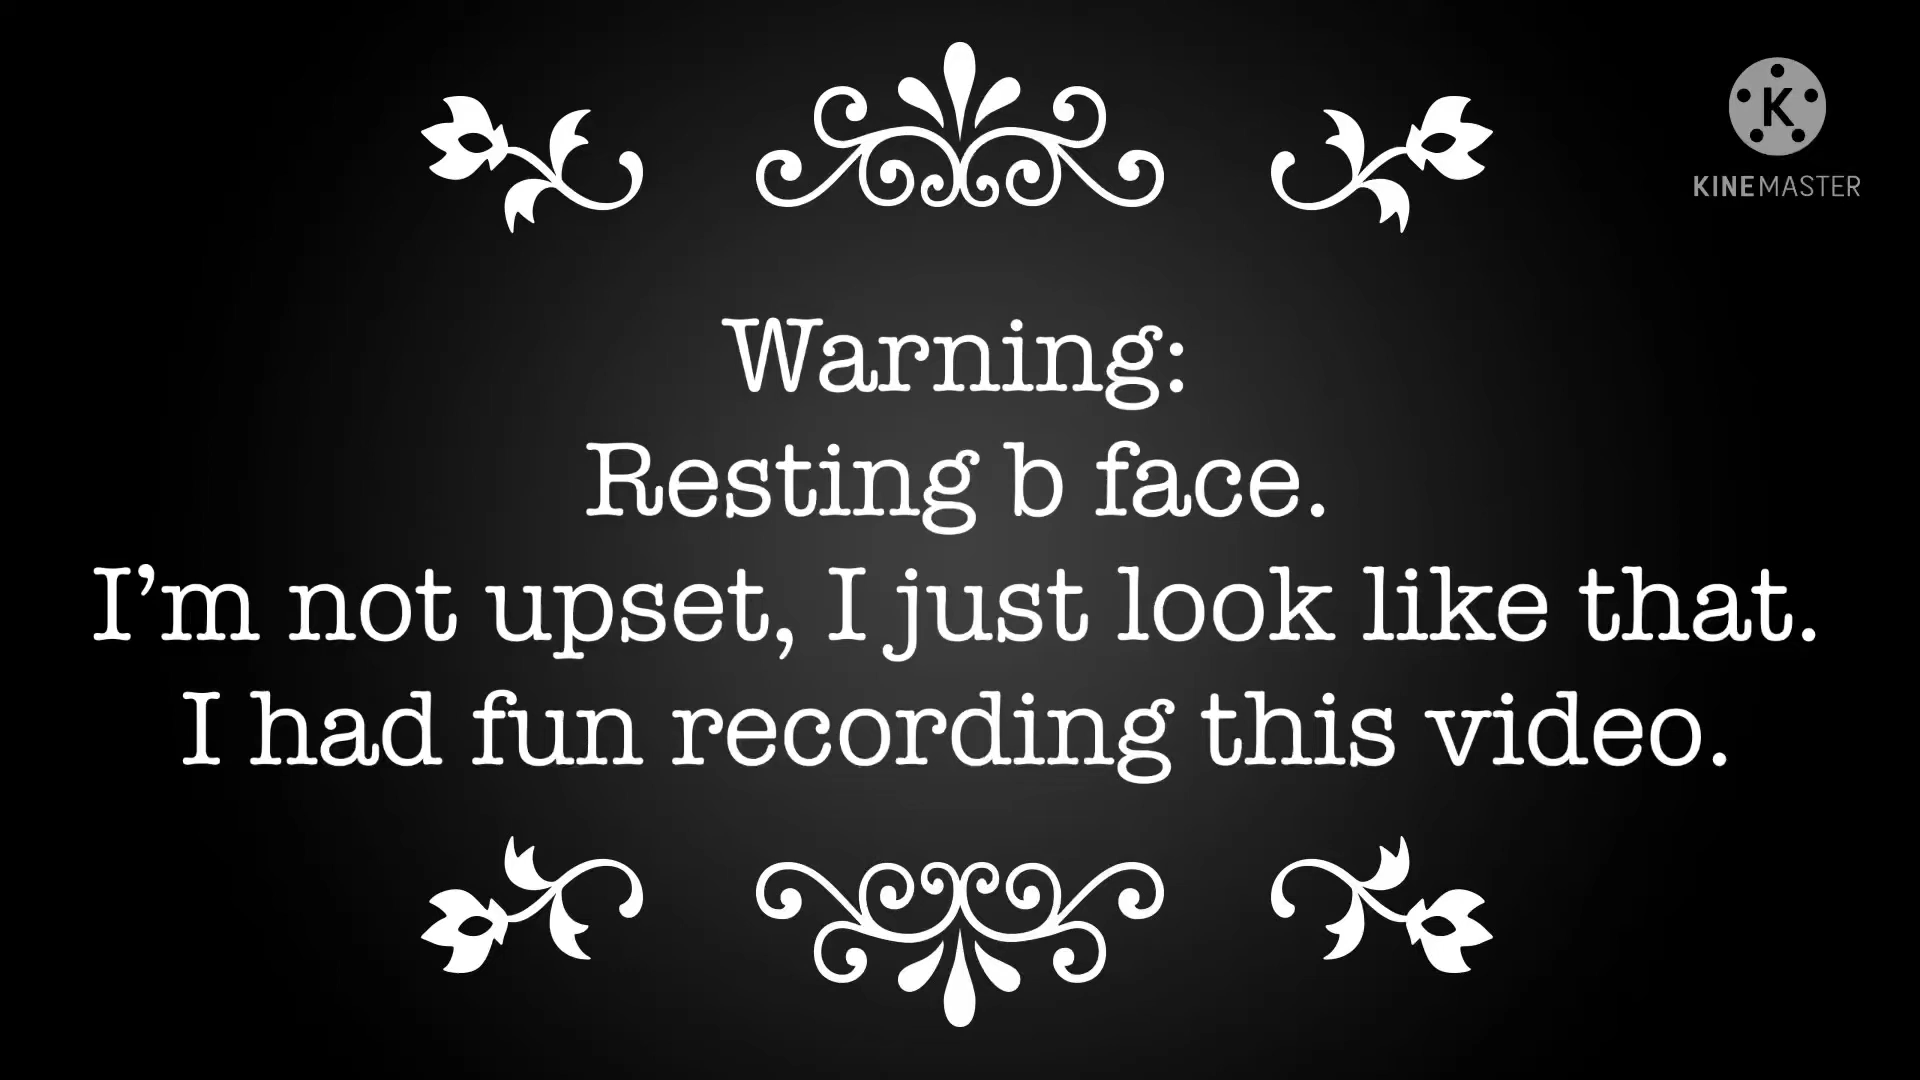 K
KINEMASTER
Warning:
Resting b face.
I’m not upset, I just look like that.
I had fun recording this video.